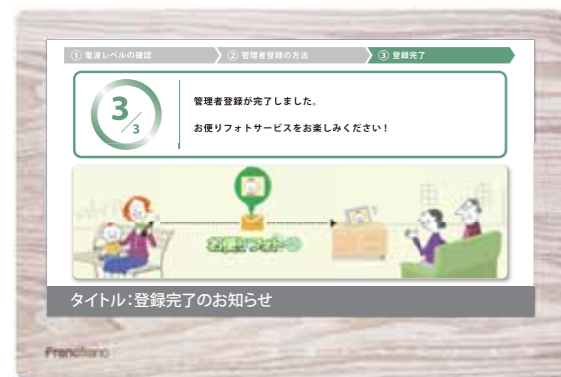 ① 電波レベルの確認
② 管理者登録の方法
③ 登録完了
3/3
管理者登録が完了しました。
お便りフォトサービスをお楽しみください！
お便りフォト
タイトル:登録完了のお知らせ